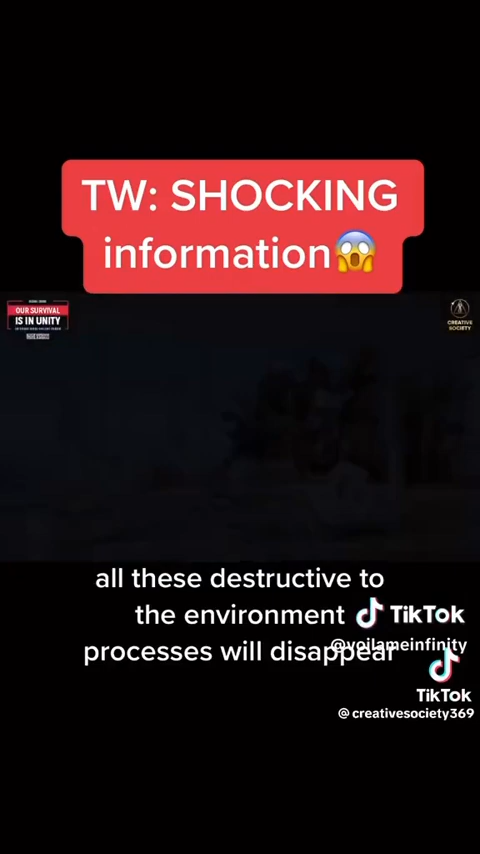 TW: SHOCKING
information😱
OUR SURVIVAL
IS IN UNITY
CREATIVE
SOCIETY
all these destructive to
the environment
processes will disappear
TikTok
@voilameinfinity
TikTok
@creativesociety369